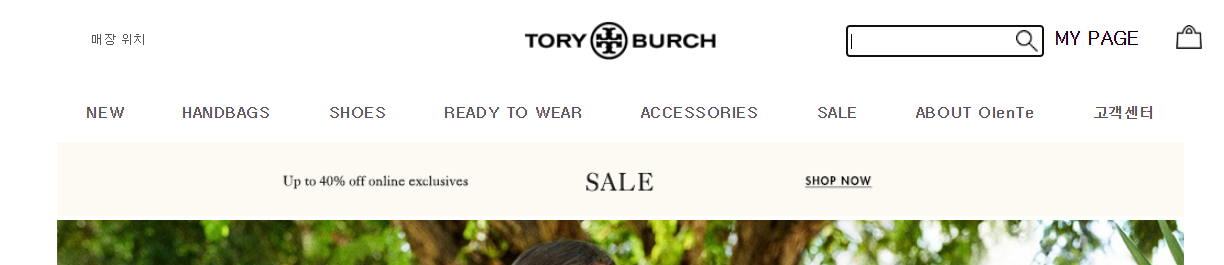 매장 위치
TORY BURCH
MY PAGE
NEW HANDBAGS SHOES READY TO WEAR ACCESSORIES SALE ABOUT OlenTe 고객센터
Up to 40% off online exclusives SALE SHOP NOW